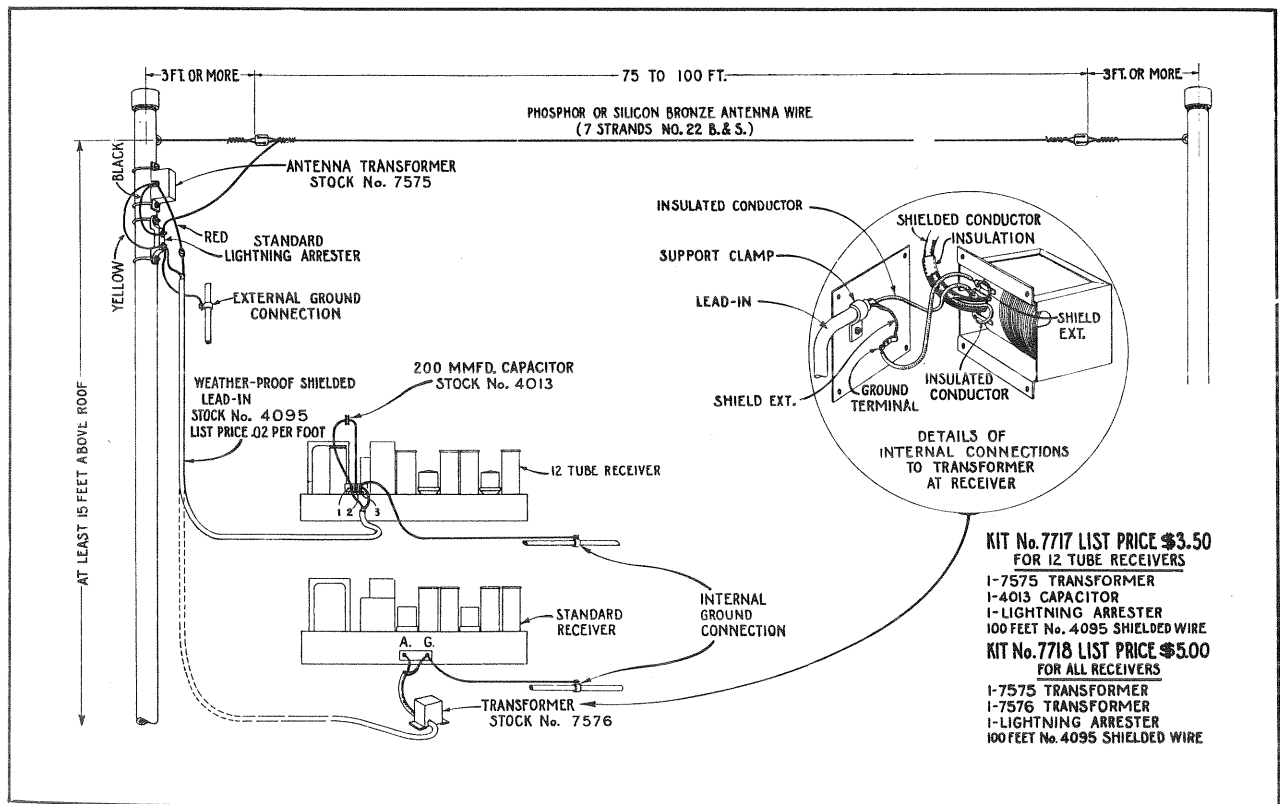 3 FT. OR MORE
75 TO 100 FT.
3 FT. OR MORE
PHOSPHOR OR SILICON BRONZE ANTENNA WIRE
(7 STRANDS NO. 22 B.& S.)
BLACK
ANTENNA TRANSFORMER
STOCK No. 7575
RED
STANDARD
LIGHTNING ARRESTER
YELLOW
EXTERNAL GROUND
CONNECTION
AT LEAST 15 FEET ABOVE ROOF
WEATHER-PROOF SHIELDED
LEAD-IN
STOCK No. 4095
LIST PRICE .02 PER FOOT
200 MMFD. CAPACITOR
STOCK No. 4013
12 TUBE RECEIVER
1 2 3
STANDARD
RECEIVER
A. G.
INTERNAL
GROUND
CONNECTION
TRANSFORMER
STOCK No. 7576
INSULATED CONDUCTOR
SUPPORT CLAMP
LEAD-IN
SHIELD EXT.
SHIELDED CONDUCTOR
INSULATION
SHIELD
EXT.
GROUND
TERMINAL
INSULATED
CONDUCTOR
DETAILS OF
INTERNAL CONNECTIONS
TO TRANSFORMER
AT RECEIVER
KIT No. 7717 LIST PRICE $3.50
FOR 12 TUBE RECEIVERS
1-7575 TRANSFORMER
1-4013 CAPACITOR
1-LIGHTNING ARRESTER
100 FEET No. 4095 SHIELDED WIRE
KIT No. 7718 LIST PRICE $5.00
FOR ALL RECEIVERS
1-7575 TRANSFORMER
1-7576 TRANSFORMER
1-LIGHTNING ARRESTER
100 FEET No. 4095 SHIELDED WIRE